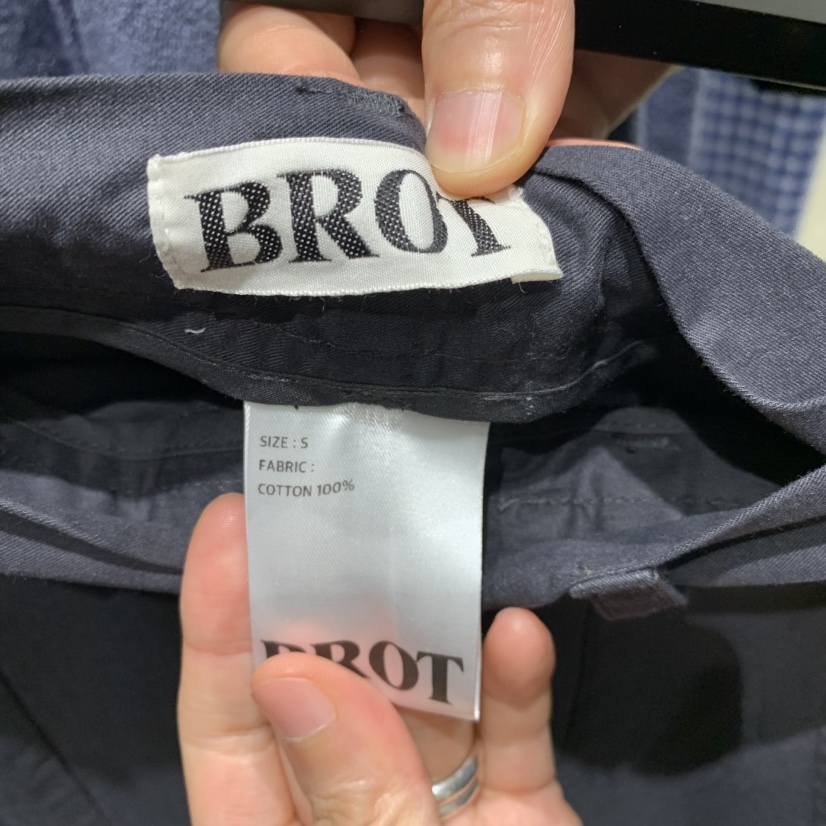 BROT
SIZE : S
FABRIC :
COTTON 100%
BROT